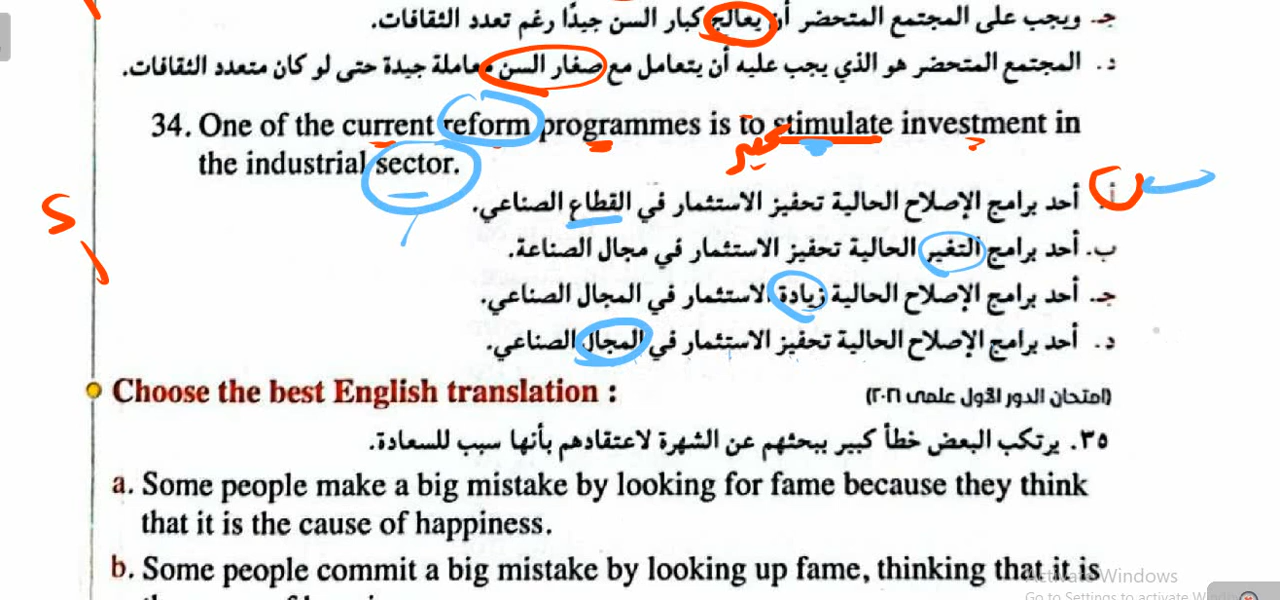 جـ. ويجب على المجتمع المتحضر أن يعالج كبار السن جيدًا رغم تعدد الثقافات.
د. المجتمع المتحضر هو الذي يجب عليه أن يتعامل مع صغار السن معاملة جيدة حتى لو كان متعدد الثقافات.
34. One of the current reform programmes is to stimulate investment in
the industrial sector.
أ. أحد برامج الإصلاح الحالية تحفيز الاستثمار في القطاع الصناعي.
ب. أحد برامج التغير الحالية تحفيز الاستثمار في مجال الصناعة.
جـ. أحد برامج الإصلاح الحالية زيادة الاستثمار في المجال الصناعي.
د. أحد برامج الإصلاح الحالية تحفيز الاستثمار في المجال الصناعي.
Choose the best English translation : (امتحان الدور الأول علمى ٢٠٢١)
٣٥. يرتكب البعض خطأ كبير ببحثهم عن الشهرة لاعتقادهم بأنها سبب للسعادة.
a. Some people make a big mistake by looking for fame because they think
that it is the cause of happiness.
b. Some people commit a big mistake by looking up fame, thinking that it is
Activate Windows
Go to Settings to activate